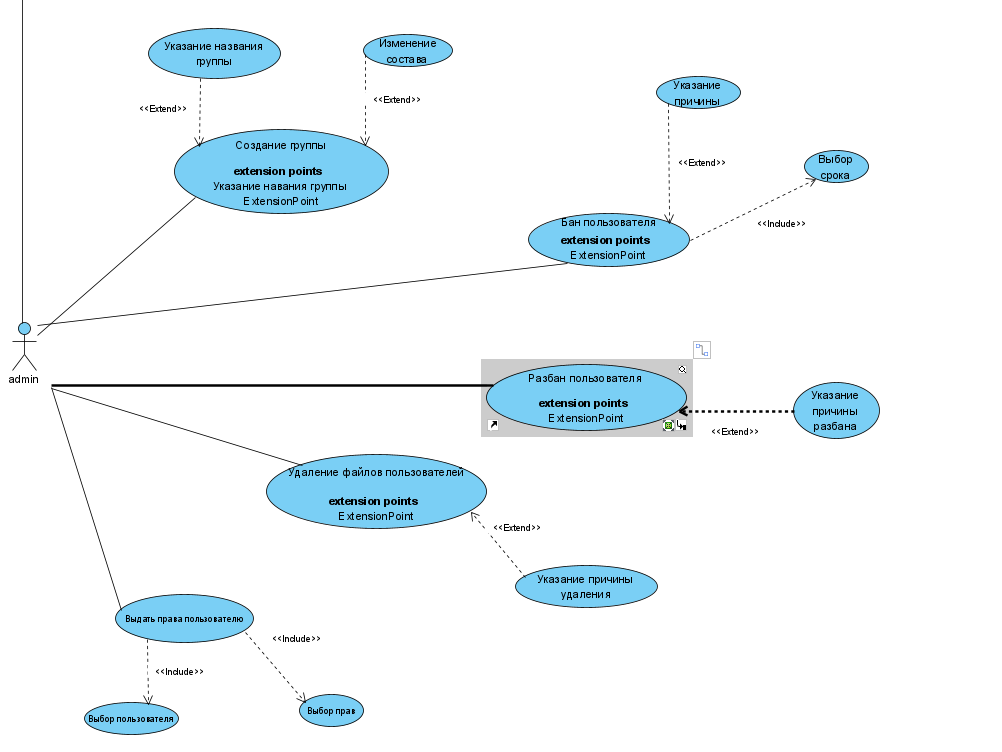 Указание названия
группы
Изменение
состава
<<Extend>>
<<Extend>>
Создание группы
extension points
Указание навания группы
ExtensionPoint
Указание
причины
<<Extend>>
Выбор
срока
<<Include>>
Бан пользователя
extension points
ExtensionPoint
admin
Разбан пользователя
extension points
ExtensionPoint
Указание
причины
разбана
<<Extend>>
Удаление файлов пользователей
extension points
ExtensionPoint
<<Extend>>
Указание причины
удаления
Выдать права пользователю
<<Include>>
<<Include>>
Выбор пользователя
Выбор прав